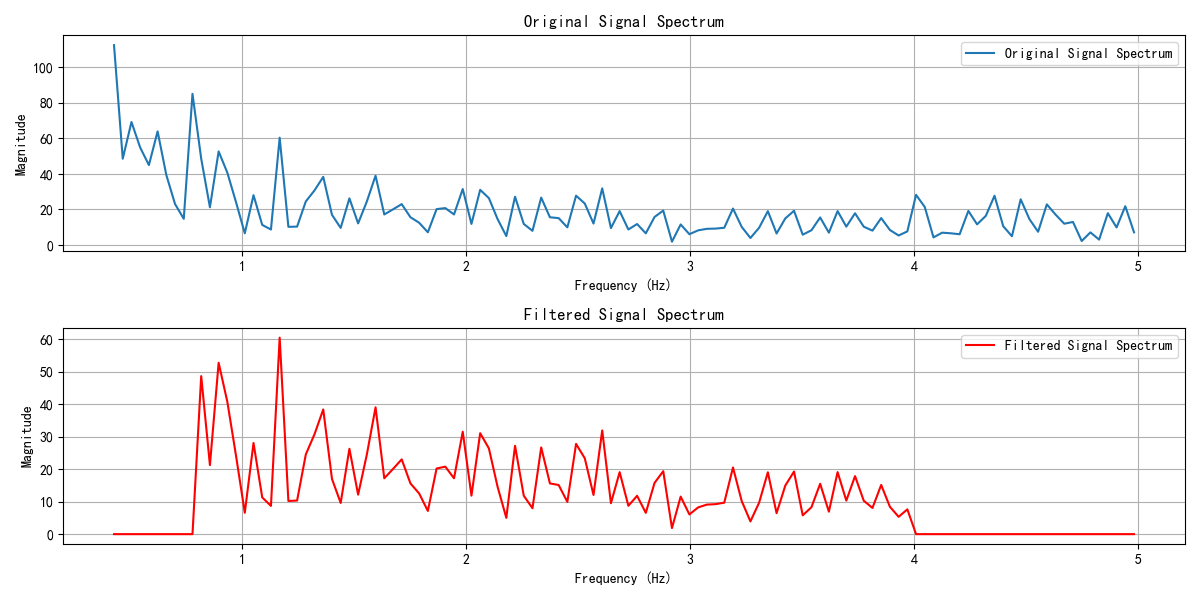 Original Signal Spectrum
Original Signal Spectrum
100
80
60
40
20
0
Magnitude
1
2
3
4
5
Frequency (Hz)
Filtered Signal Spectrum
Filtered Signal Spectrum
60
50
40
30
20
10
0
Magnitude
1
2
3
4
5
Frequency (Hz)